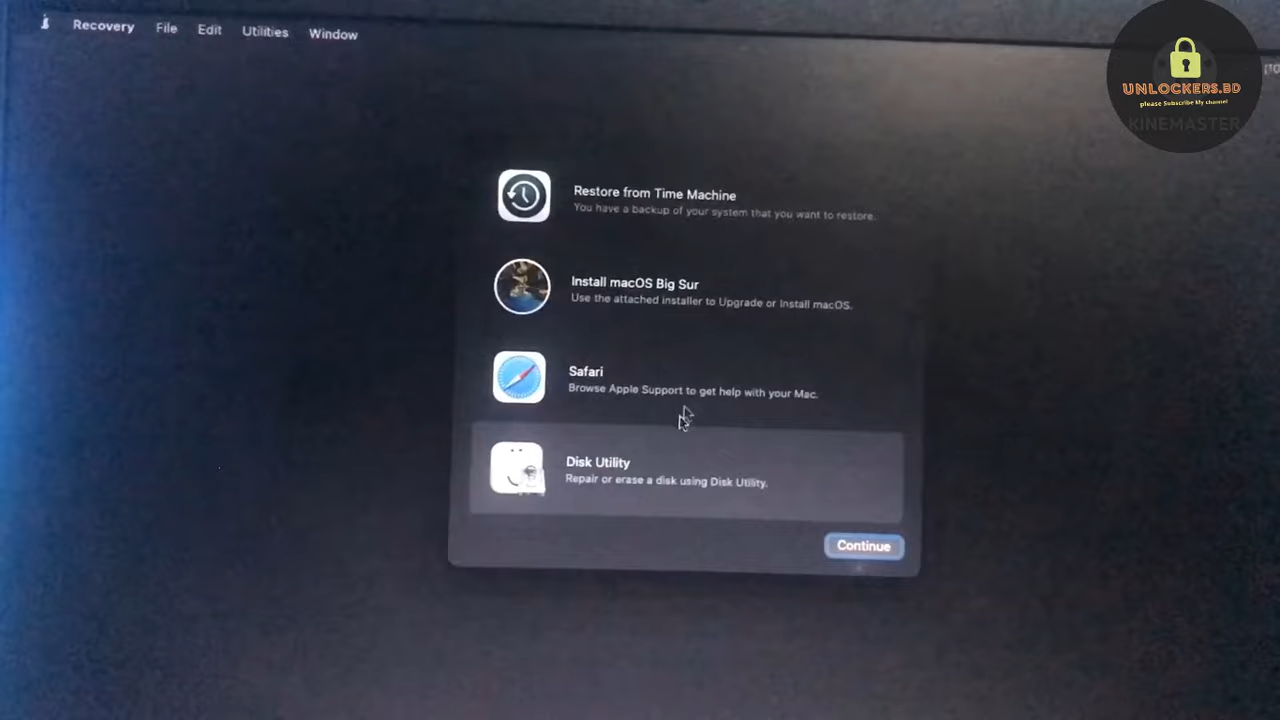 Recovery File Edit Utilities Window
UNLOCKERS.BD
please Subscribe My channel
KINEMASTER
Restore from Time Machine
You have a backup of your system that you want to restore.
Install macOS Big Sur
Use the attached installer to Upgrade or Install macOS.
Safari
Browse Apple Support to get help with your Mac.
Disk Utility
Repair or erase a disk using Disk Utility.
Continue